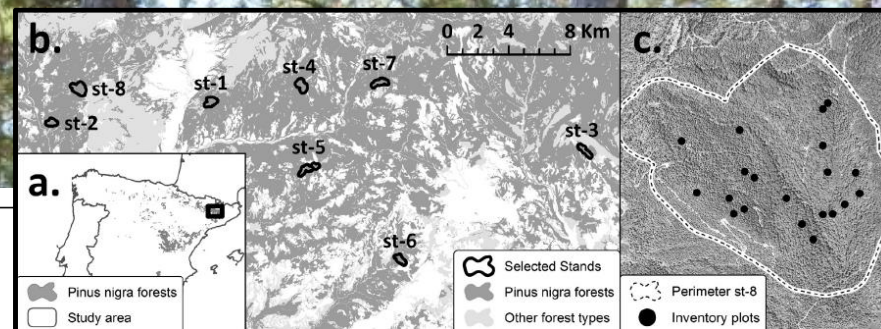 b.
0 2 4 8 Km
c.
st-8
st-1
st-4
st-7
st-2
st-3
st-5
a.
st-6
Pinus nigra forests
Study area
Selected Stands
Pinus nigra forests
Other forest types
Perimeter st-8
Inventory plots